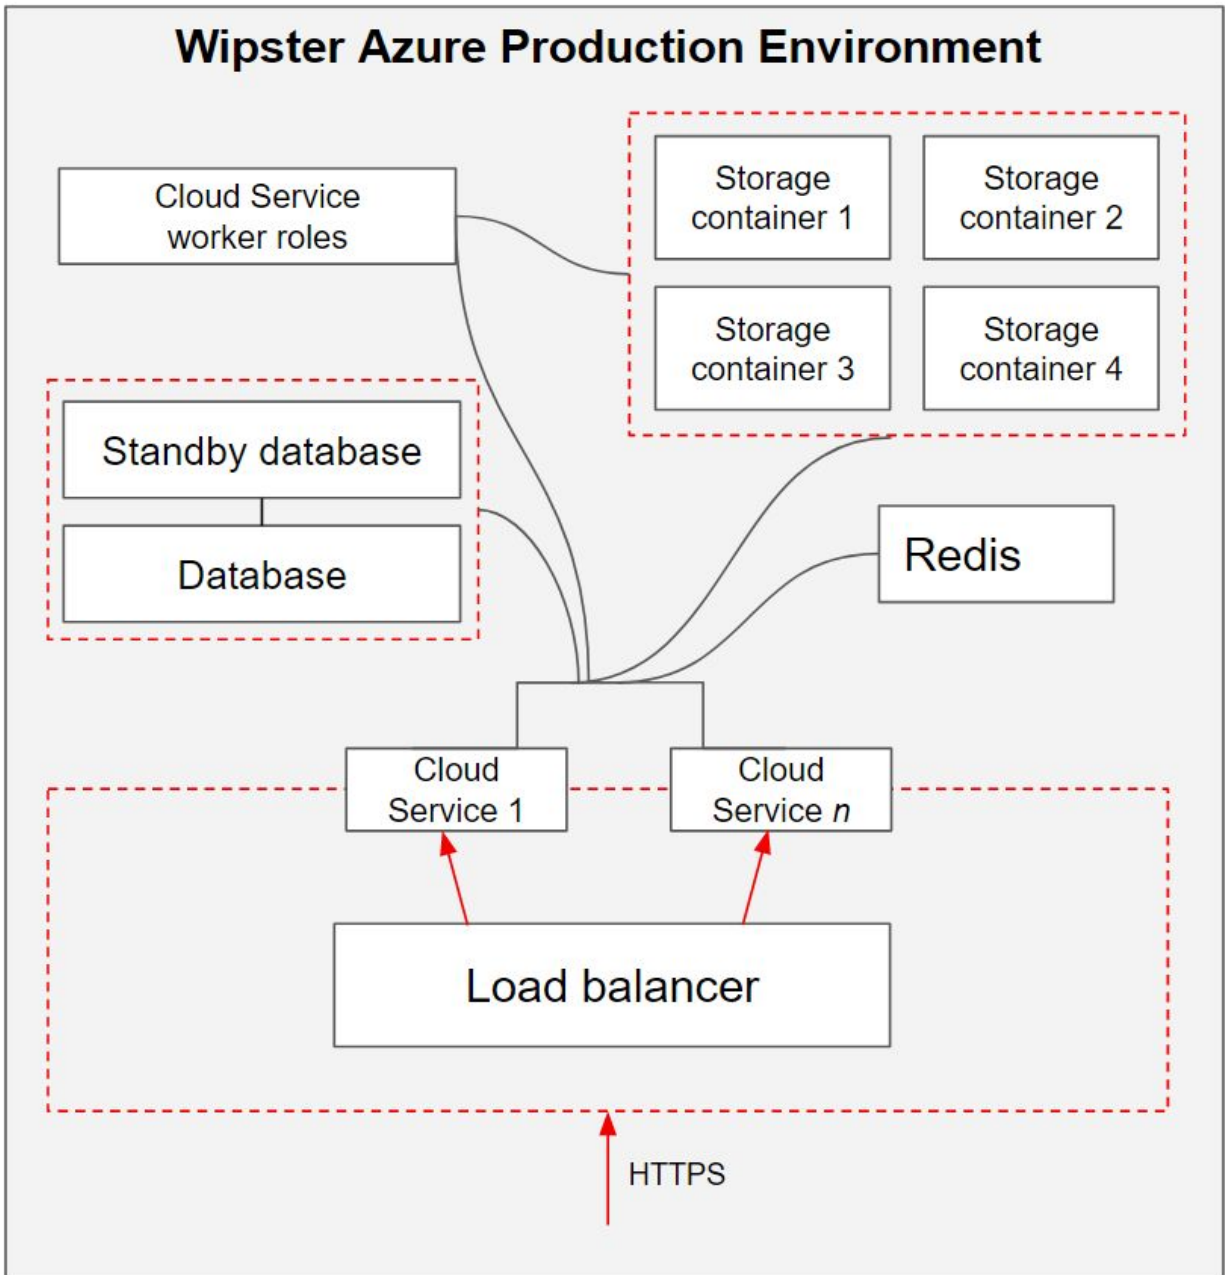 Wipster Azure Production Environment
Cloud Service
worker roles
Storage
container 1
Storage
container 2
Storage
container 3
Storage
container 4
Standby database
Database
Redis
Cloud
Service 1
Cloud
Service n
Load balancer
HTTPS